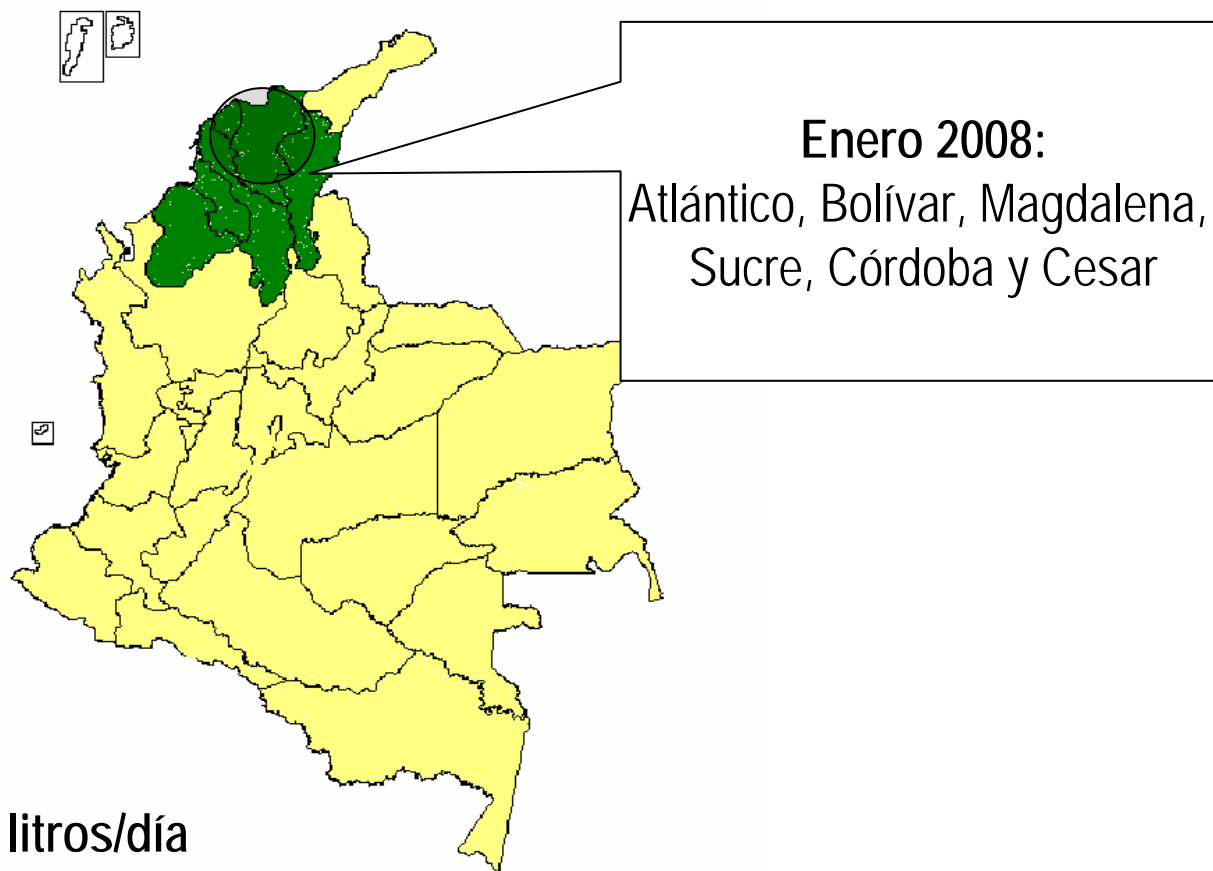 Enero 2008:
Atlántico, Bolívar, Magdalena,
Sucre, Córdoba y Cesar
litros/día